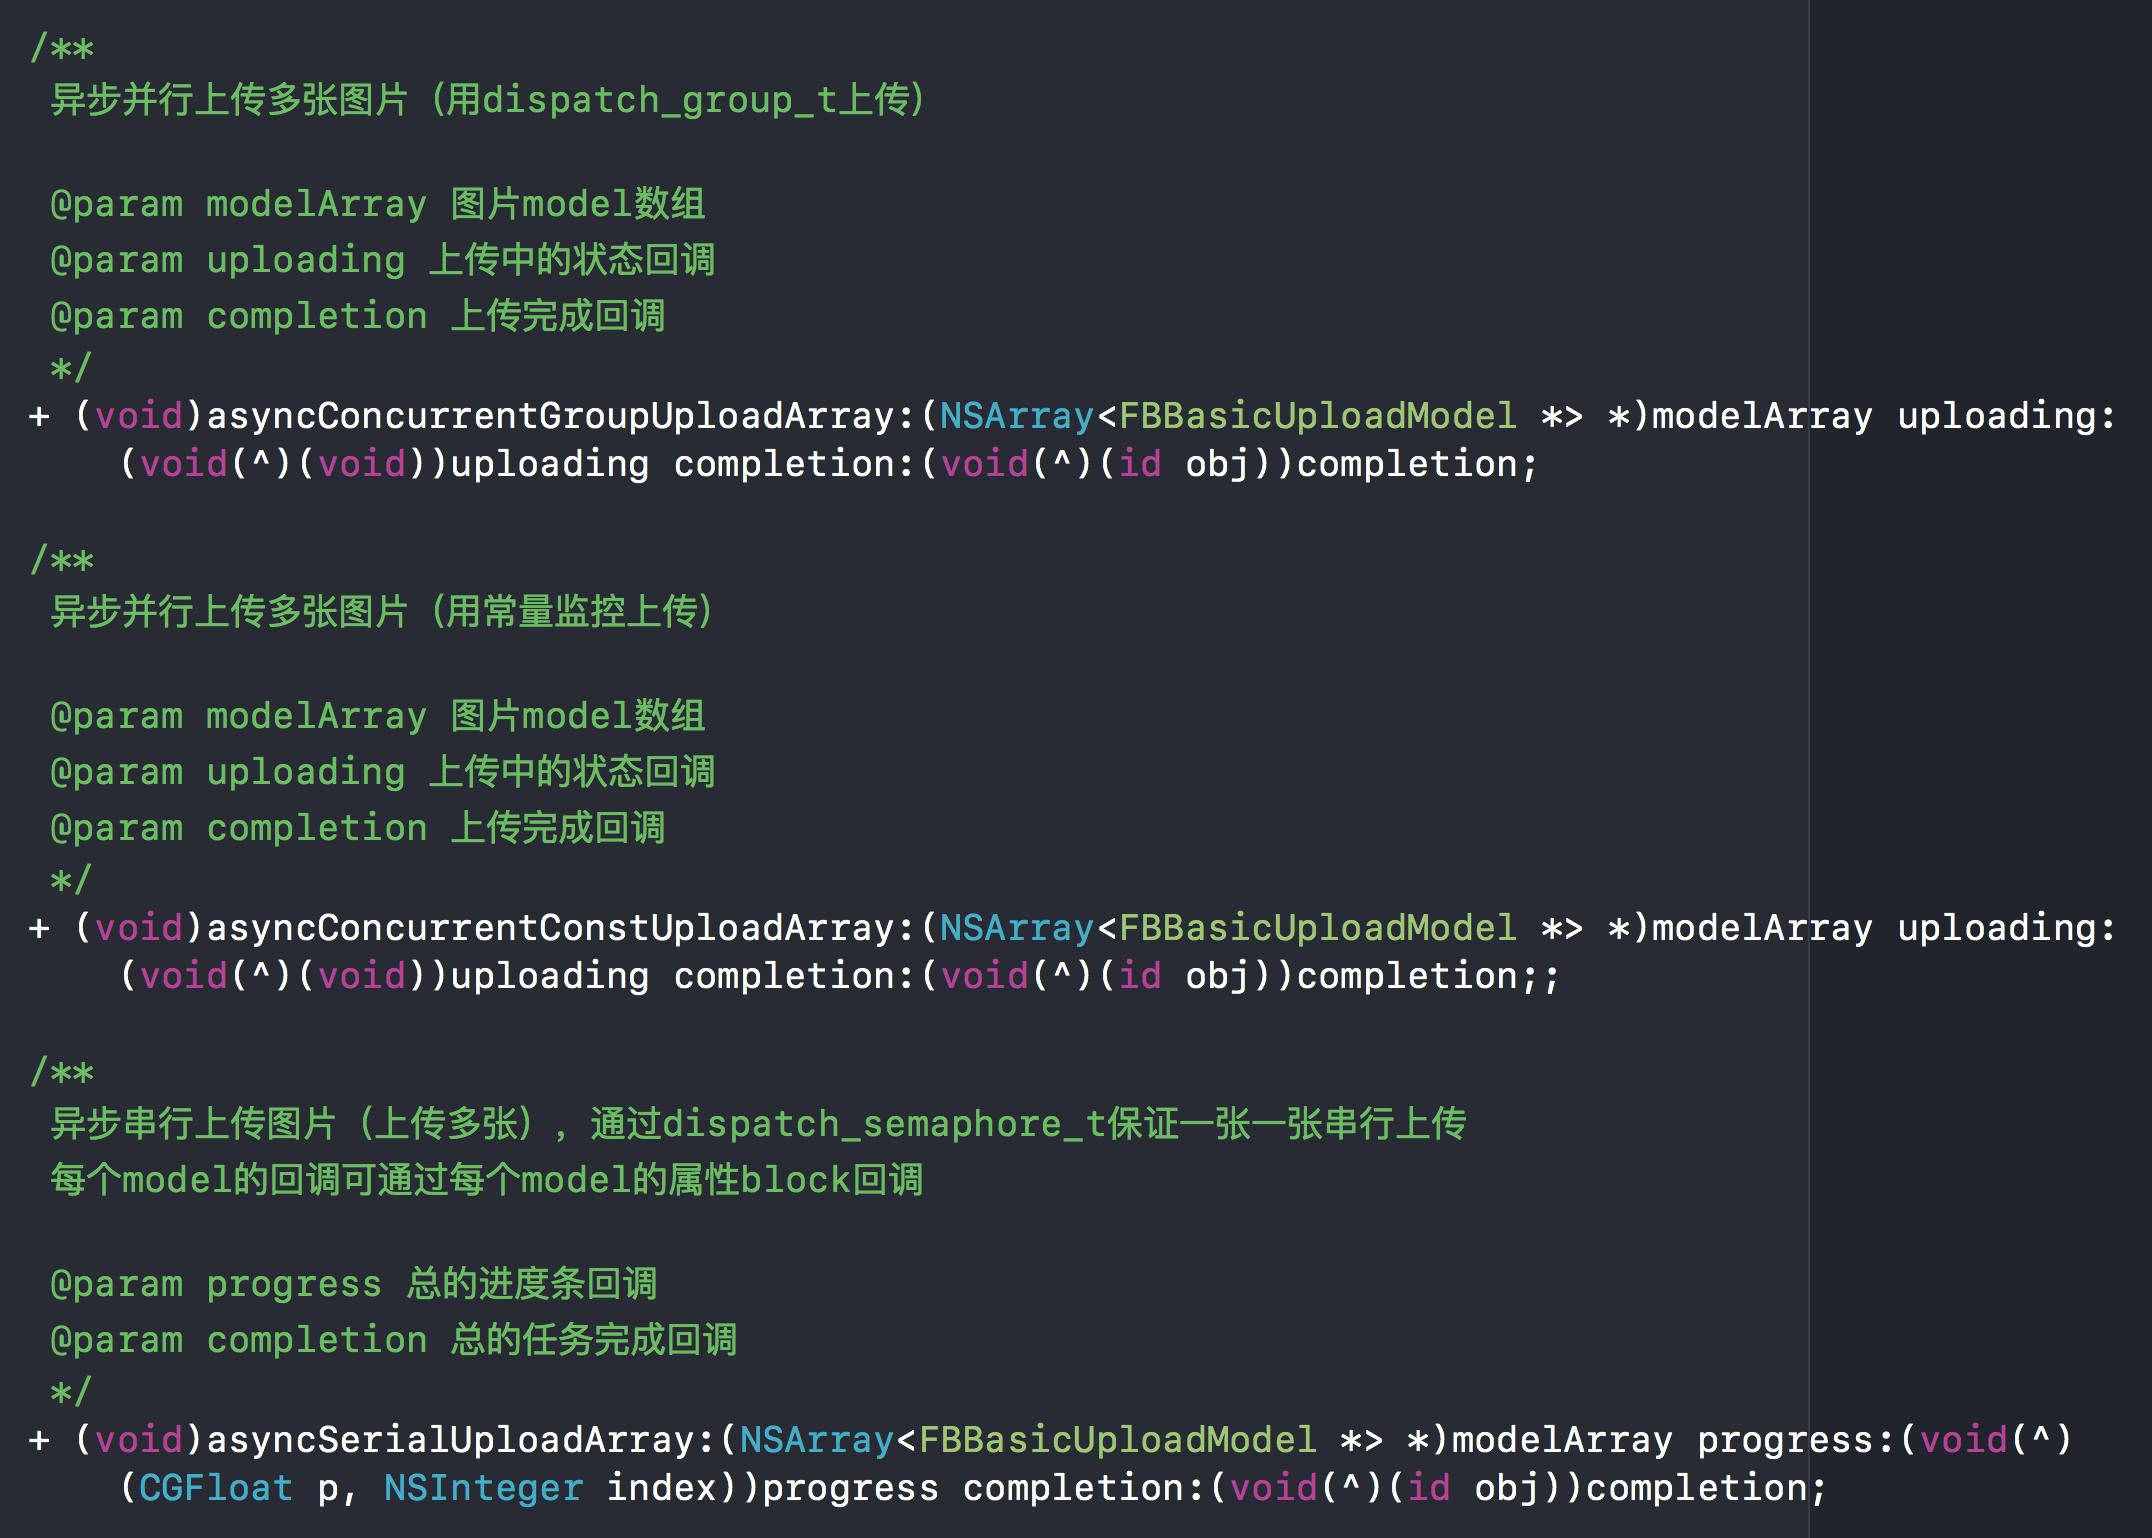 /**
异步并行上传多张图片（用dispatch_group_t上传）
@param modelArray 图片model数组
@param uploading 上传中的状态回调
@param completion 上传完成回调
*/
+ (void)asyncConcurrentGroupUploadArray:(NSArray<FBBasicUploadModel *> *)modelArray uploading:
(void(^)(void))uploading completion:(void(^)(id obj))completion;
/**
异步并行上传多张图片（用常量监控上传）
@param modelArray 图片model数组
@param uploading 上传中的状态回调
@param completion 上传完成回调
*/
+ (void)asyncConcurrentConstUploadArray:(NSArray<FBBasicUploadModel *> *)modelArray uploading:
(void(^)(void))uploading completion:(void(^)(id obj))completion;;
/**
异步串行上传图片（上传多张），通过dispatch_semaphore_t保证一张一张串行上传
每个model的回调可通过每个model的属性block回调
@param progress 总的进度条回调
@param completion 总的任务完成回调
*/
+ (void)asyncSerialUploadArray:(NSArray<FBBasicUploadModel *> *)modelArray progress:(void(^)
(CGFloat p, NSInteger index))progress completion:(void(^)(id obj))completion;